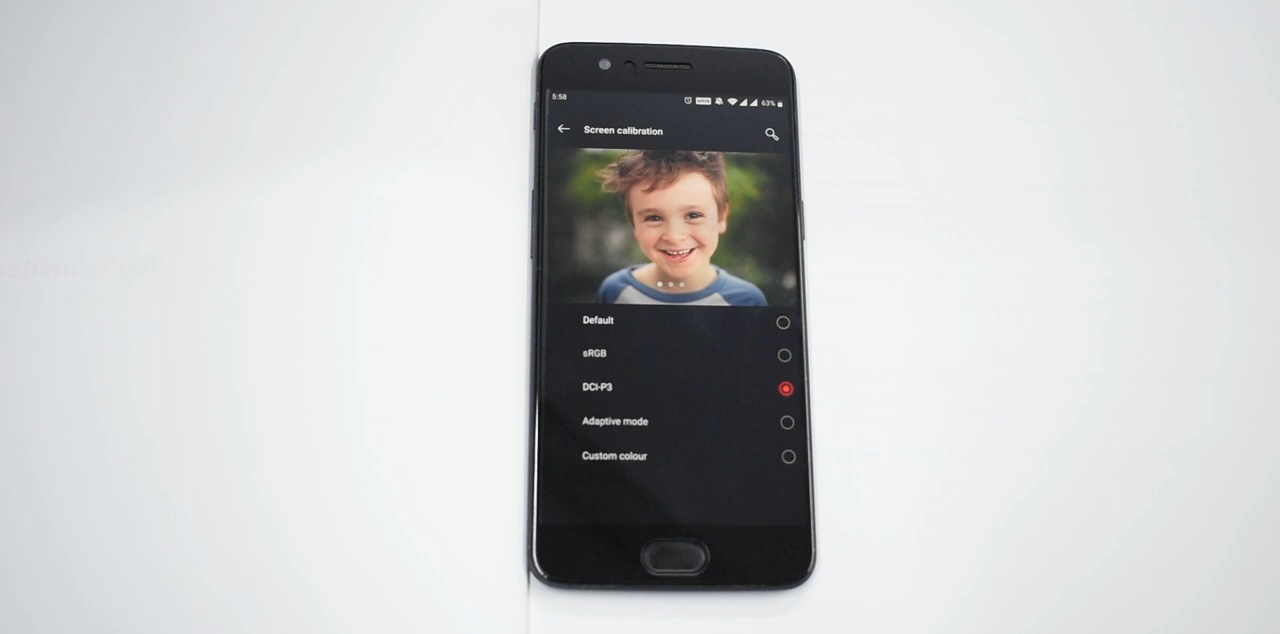 5:58
63%
Screen calibration
Default
sRGB
DCI-P3
Adaptive mode
Custom colour